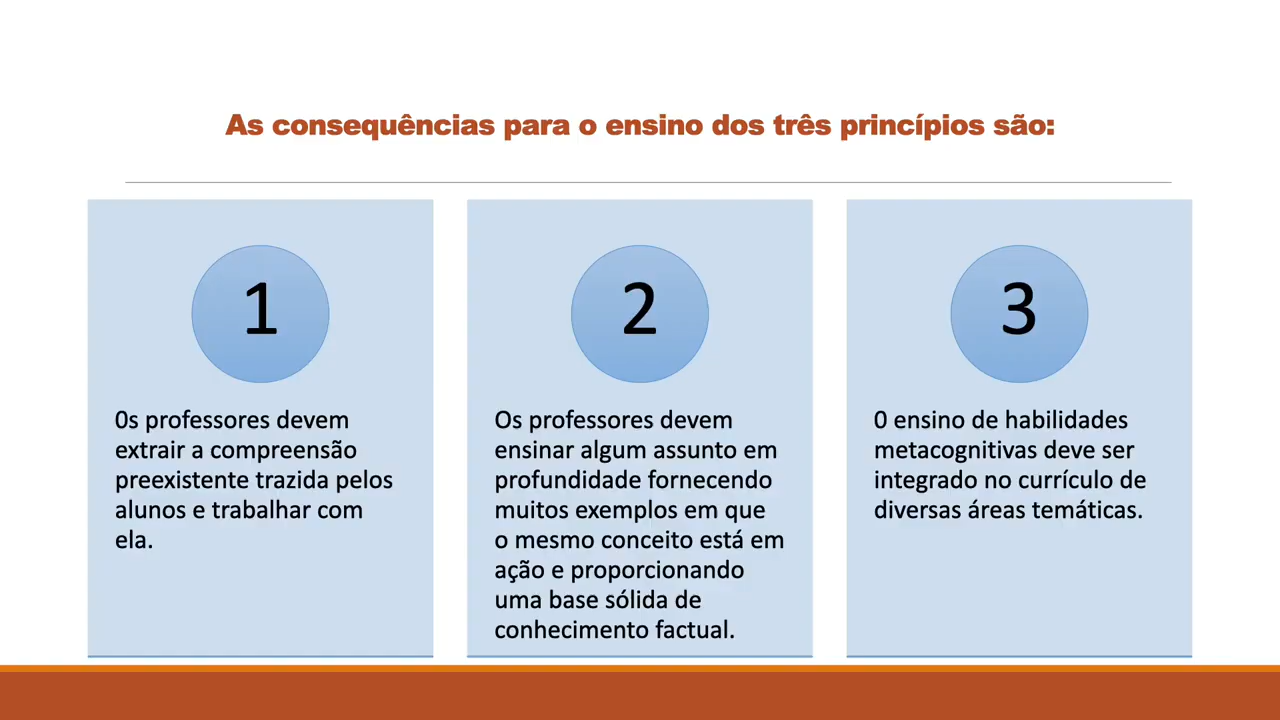 As consequências para o ensino dos três princípios são:
1
0s professores devem
extrair a compreensão
preexistente trazida pelos
alunos e trabalhar com
ela.
2
Os professores devem
ensinar algum assunto em
profundidade fornecendo
muitos exemplos em que
o mesmo conceito está em
ação e proporcionando
uma base sólida de
conhecimento factual.
3
0 ensino de habilidades
metacognitivas deve ser
integrado no currículo de
diversas áreas temáticas.